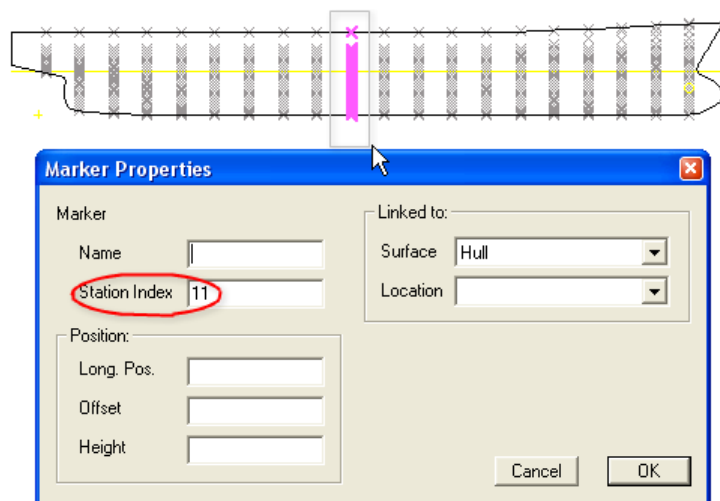 Marker Properties
Marker
Name
Station Index 11
Position:
Long. Pos.
Offset
Height
Linked to:
Surface Hull
Location
Cancel OK